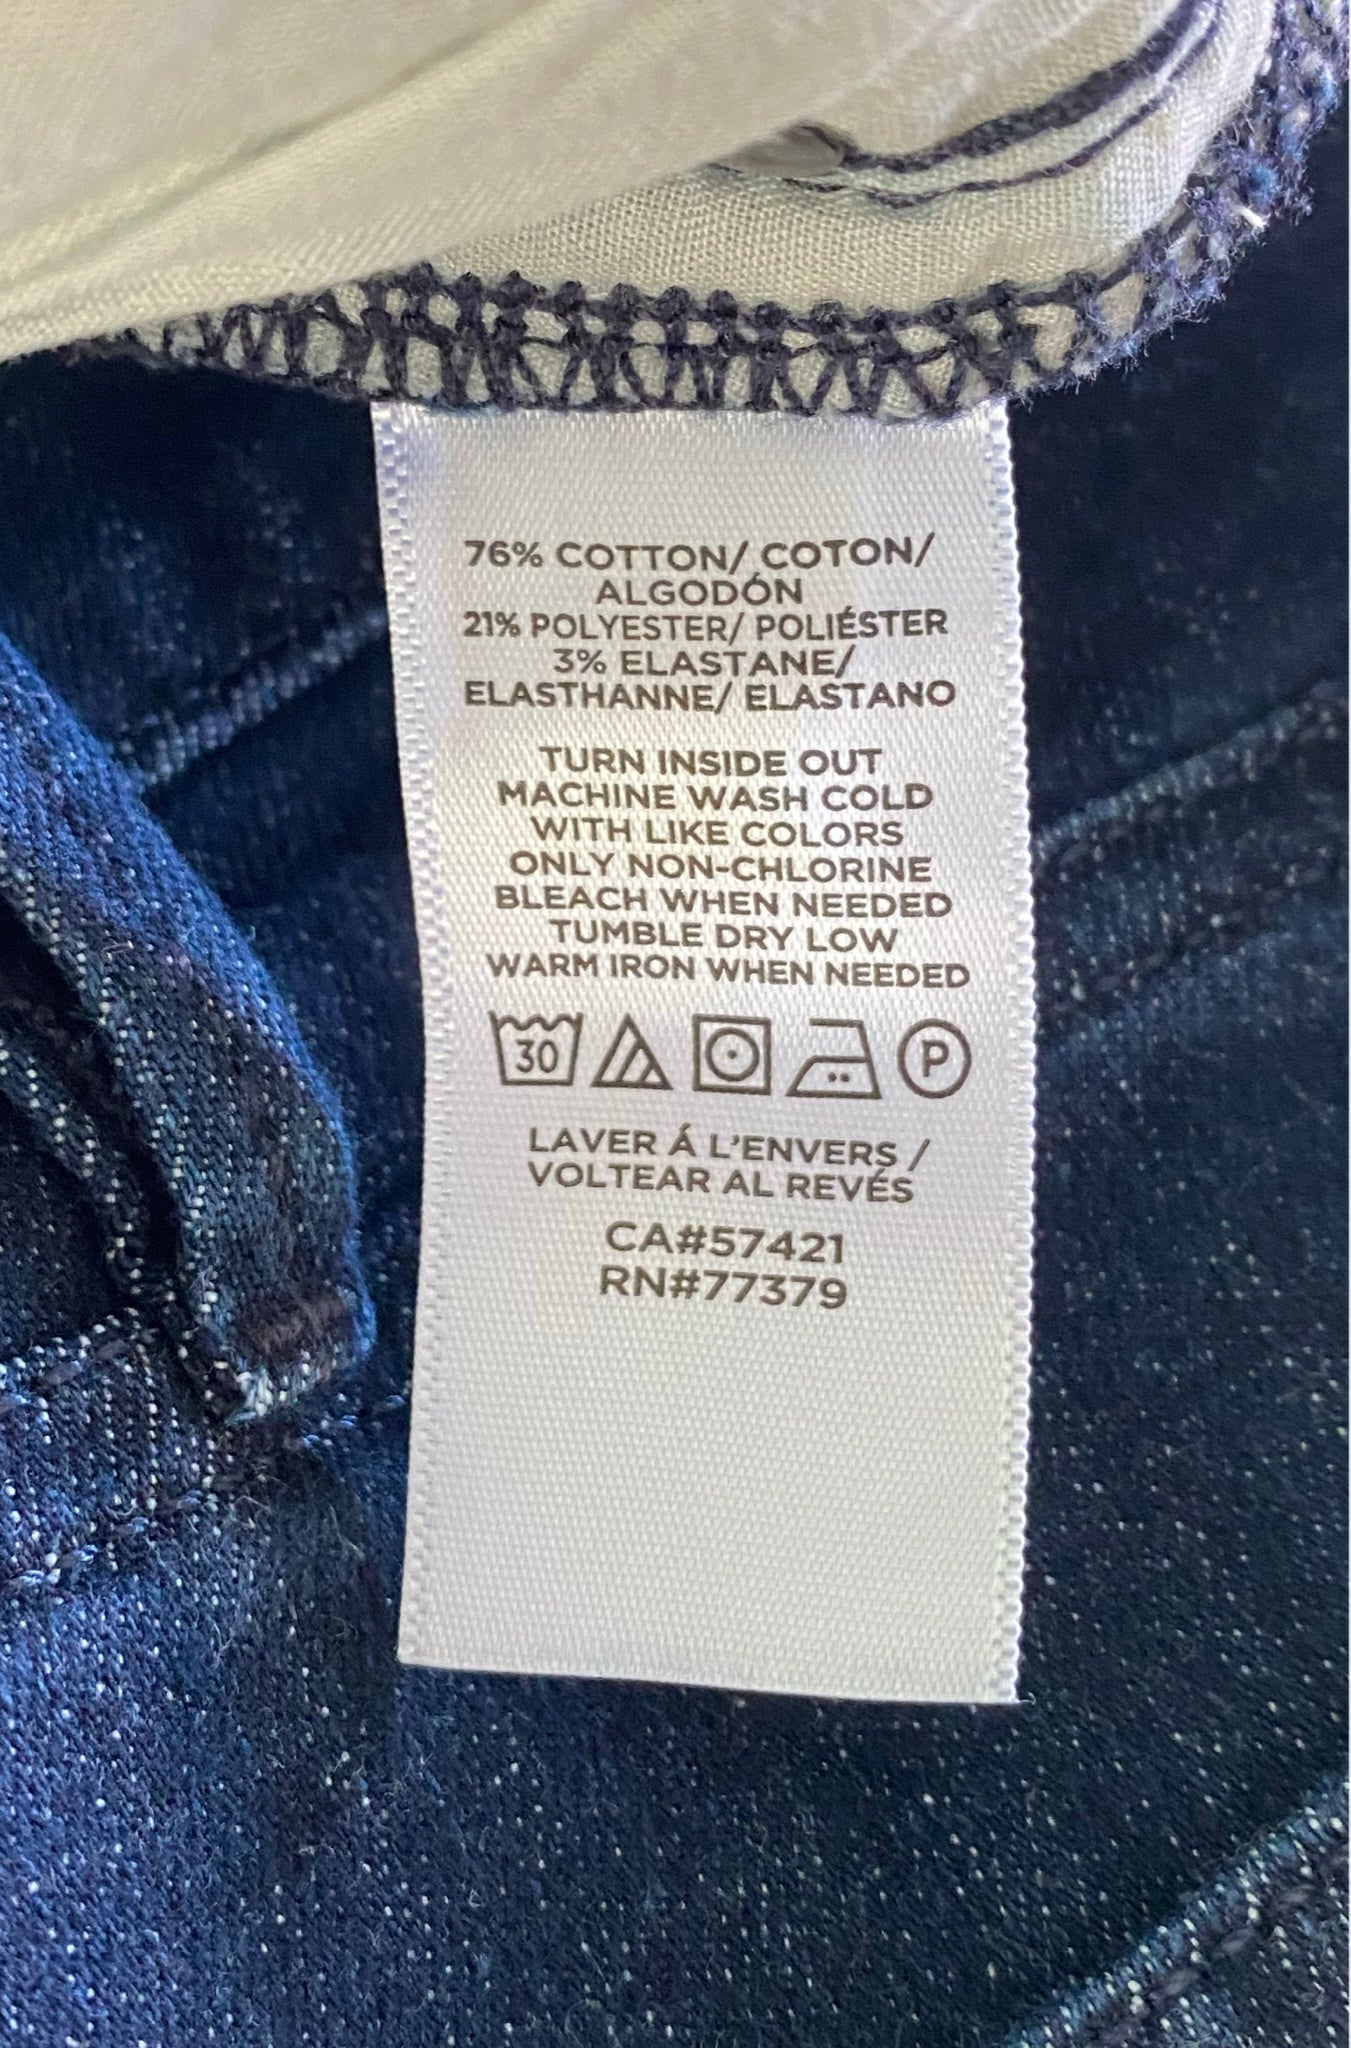 76% COTTON/ COTON/
ALGODÓN
21% POLYESTER/ POLIÉSTER
3% ELASTANE/
ELASTHANNE/ ELASTANO
TURN INSIDE OUT
MACHINE WASH COLD
WITH LIKE COLORS
ONLY NON-CHLORINE
BLEACH WHEN NEEDED
TUMBLE DRY LOW
WARM IRON WHEN NEEDED
30 P
LAVER Á L'ENVERS /
VOLTEAR AL REVÉS
CA#57421
RN#77379